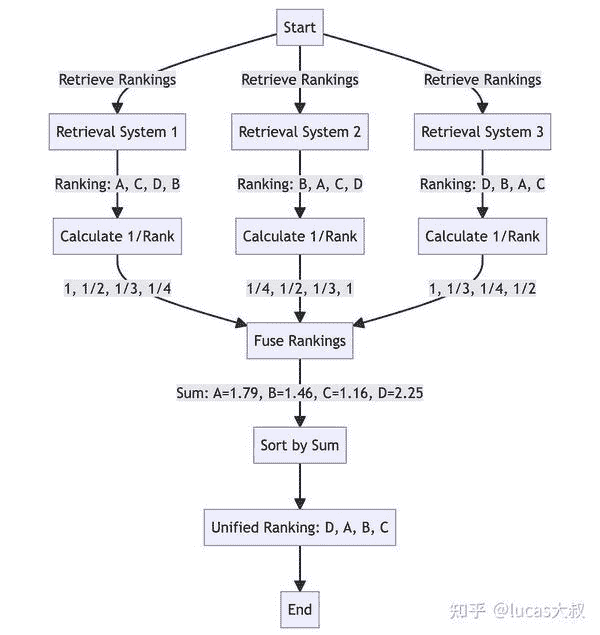 Start
Retrieve Rankings Retrieve Rankings Retrieve Rankings
Retrieval System 1 Retrieval System 2 Retrieval System 3
Ranking: A, C, D, B Ranking: B, A, C, D Ranking: D, B, A, C
Calculate 1/Rank Calculate 1/Rank Calculate 1/Rank
1, 1/2, 1/3, 1/4 1/4, 1/2, 1/3, 1 1, 1/3, 1/4, 1/2
Fuse Rankings
Sum: A=1.79, B=1.46, C=1.16, D=2.25
Sort by Sum
Unified Ranking: D, A, B, C
End
知乎 @lucas大叔